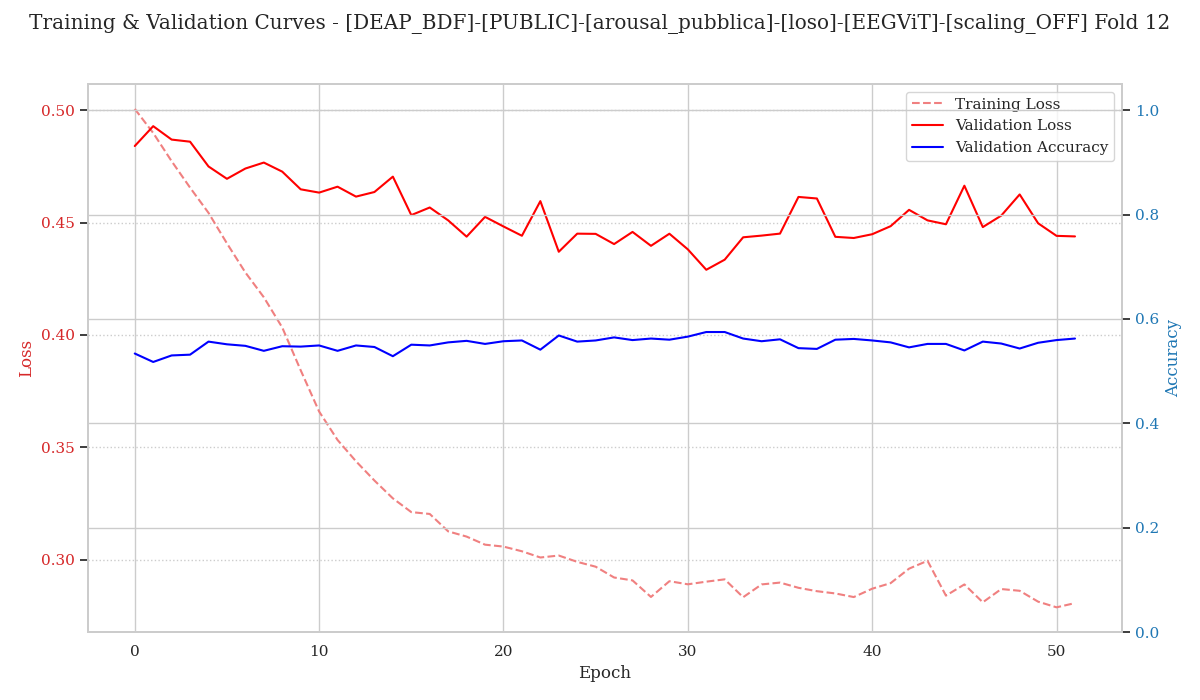 Training & Validation Curves - [DEAP_BDF]-[PUBLIC]-[arousal_pubblica]-[loso]-[EEGViT]-[scaling_OFF] Fold 12
Training Loss
Validation Loss
Validation Accuracy
0.50
0.45
0.40
0.35
0.30
Loss
1.0
0.8
0.6
0.4
0.2
0.0
Accuracy
0
10
20
30
40
50
Epoch